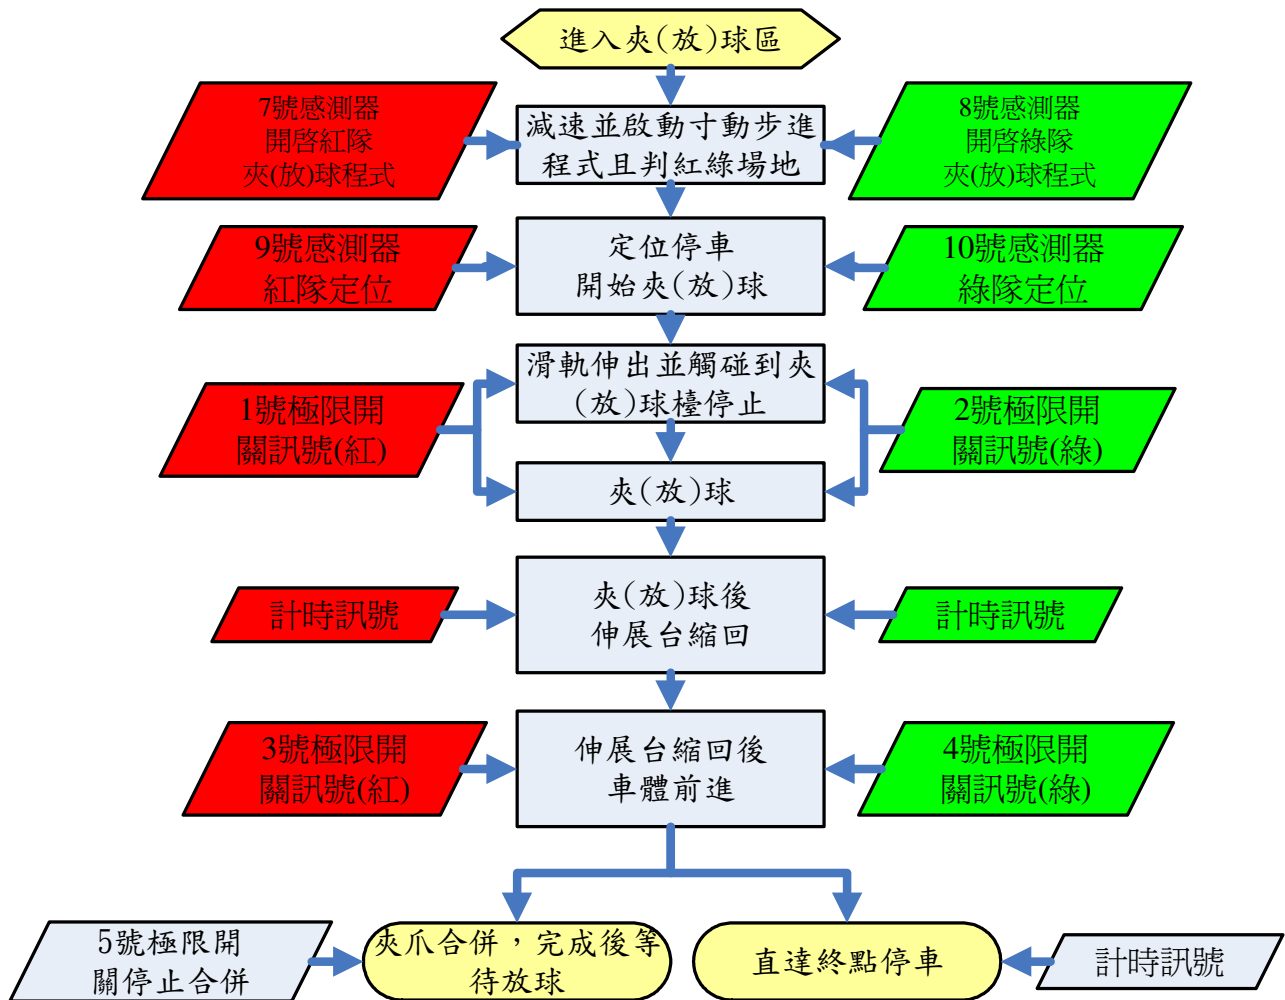 進入夾(放)球區
7號感測器
開啓紅隊
夾(放)球程式
減速並啟動寸動步進
程式且判紅綠場地
8號感測器
開啓綠隊
夾(放)球程式
9號感測器
紅隊定位
定位停車
開始夾(放)球
10號感測器
綠隊定位
滑軌伸出並觸碰到夾
(放)球檯停止
1號極限開
關訊號(紅)
2號極限開
關訊號(綠)
夾(放)球
計時訊號
夾(放)球後
伸展台縮回
計時訊號
3號極限開
關訊號(紅)
伸展台縮回後
車體前進
4號極限開
關訊號(綠)
5號極限開
關停止合併
夾爪合併，完成後等
待放球
直達終點停車
計時訊號